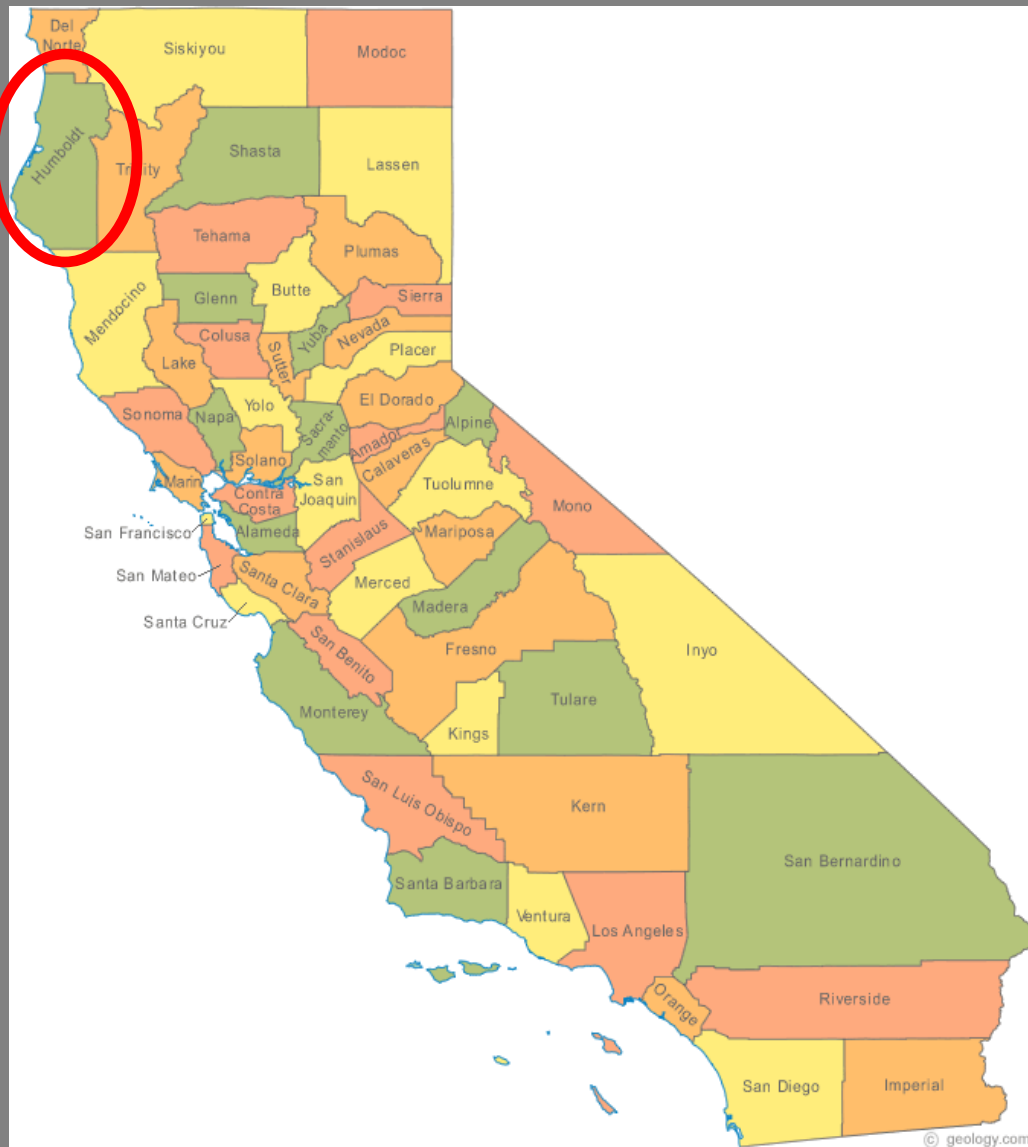 Del
Norte
Siskiyou
Modoc
Humboldt
Trinity
Shasta
Lassen
Tehama
Plumas
Mendocino
Glenn
Butte
Sierra
Colusa
Yuba
Nevada
Lake
Sutter
Placer
Sonoma
Napa
Yolo
El Dorado
Sacra-
mento
Alpine
Amador
Calaveras
Solano
Marin
Contra
Costa
San
Joaquin
Tuolumne
Mono
San Francisco
Alameda
Stanislaus
Mariposa
San Mateo
Santa Clara
Merced
Madera
Santa Cruz
San Benito
Fresno
Inyo
Monterey
Kings
Tulare
San Luis Obispo
Kern
San Bernardino
Santa Barbara
Ventura
Los Angeles
Orange
Riverside
San Diego
Imperial
© geology.com